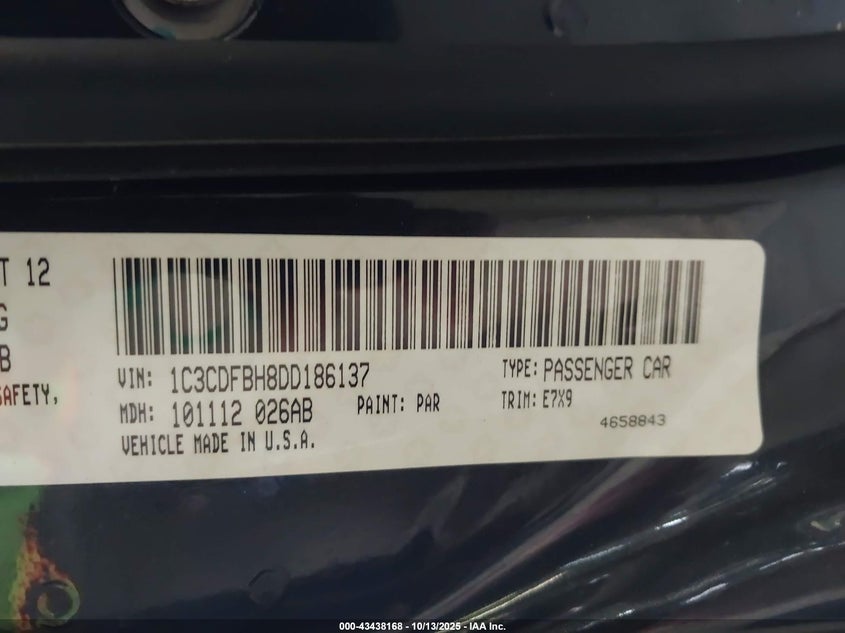 T 12
G
B
SAFETY,
VIN: 1C3CDFBH8DD186137
TYPE: PASSENGER CAR
MDH: 101112 026AB
PAINT: PAR
TRIM: E7X9
VEHICLE MADE IN U.S.A.
4658843
000-43438168 - 10/13/2025 - IAA Inc.